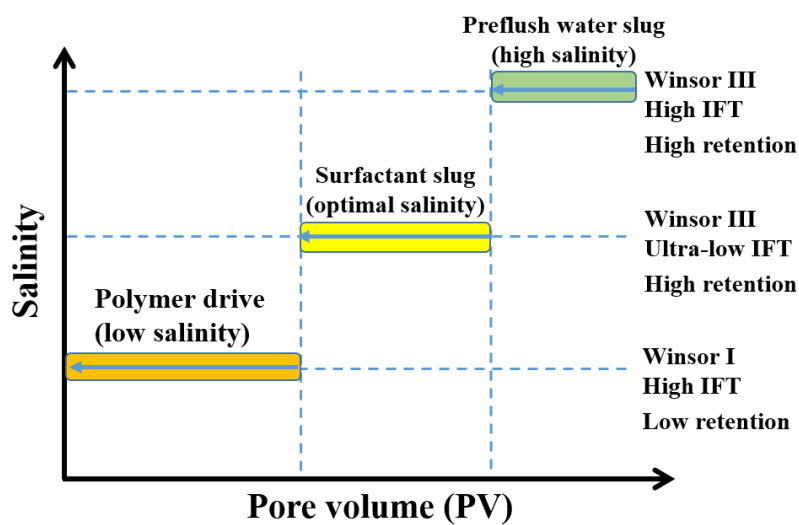 Preflush water slug
(high salinity)
Winsor III
High IFT
High retention
Surfactant slug
(optimal salinity)
Winsor III
Ultra-low IFT
High retention
Polymer drive
(low salinity)
Winsor I
High IFT
Low retention
Salinity
Pore volume (PV)